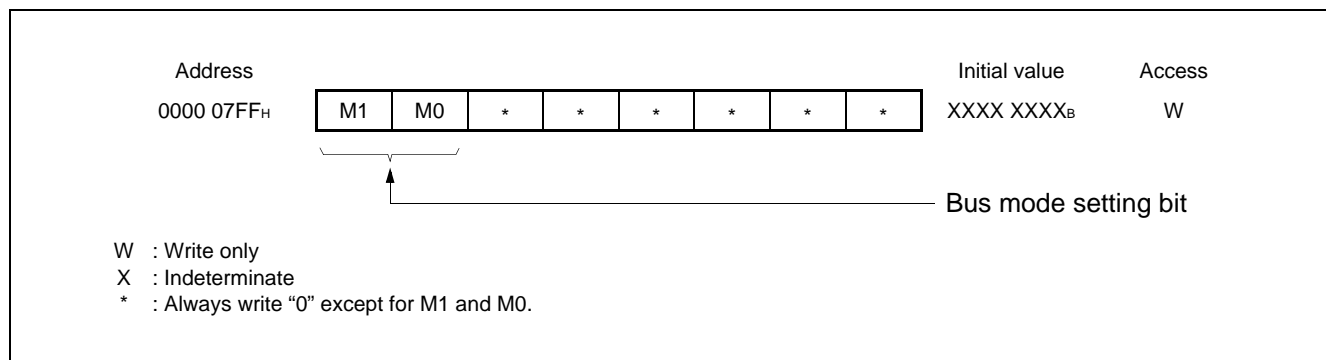 Address Initial value Access
0000 07FFH M1 M0 * * * * * * XXXX XXXXB W
Bus mode setting bit
W : Write only
X : Indeterminate
* : Always write “0” except for M1 and M0.